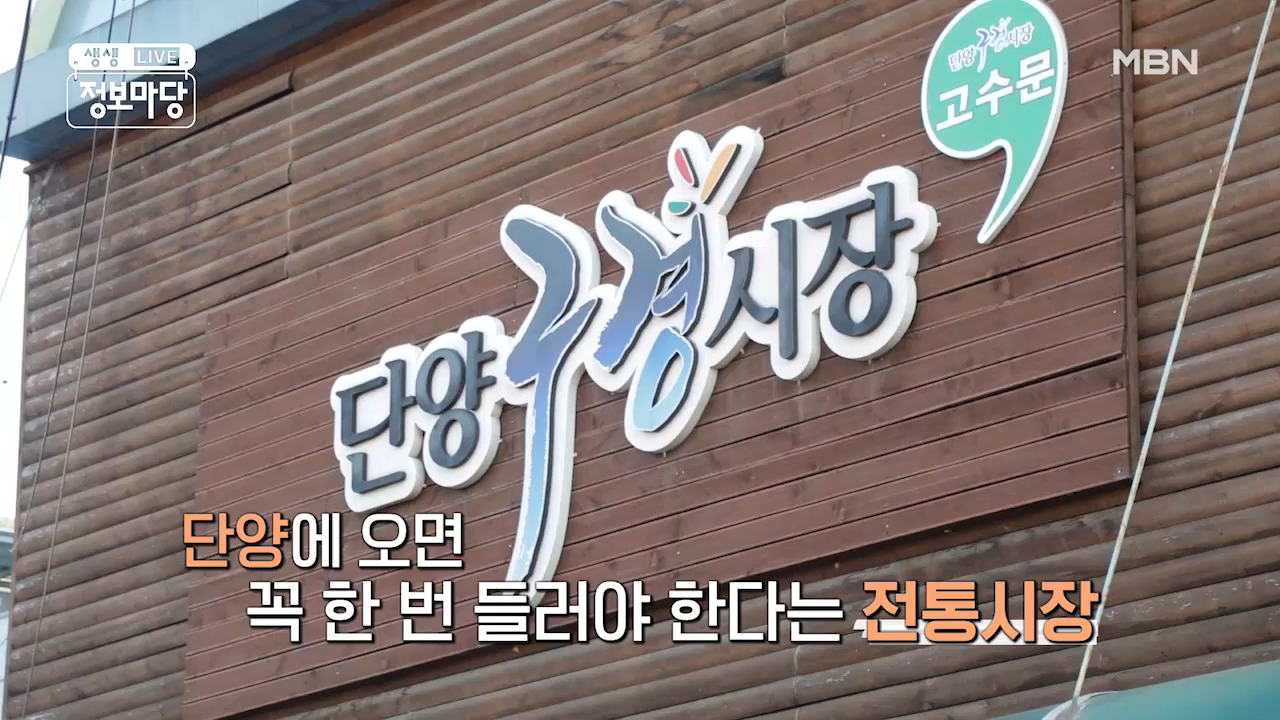 생생 LIVE
정보마당
MBN
단양구경시장
고수문
단양구경시장
단양에 오면
꼭 한 번 들러야 한다는 전통시장